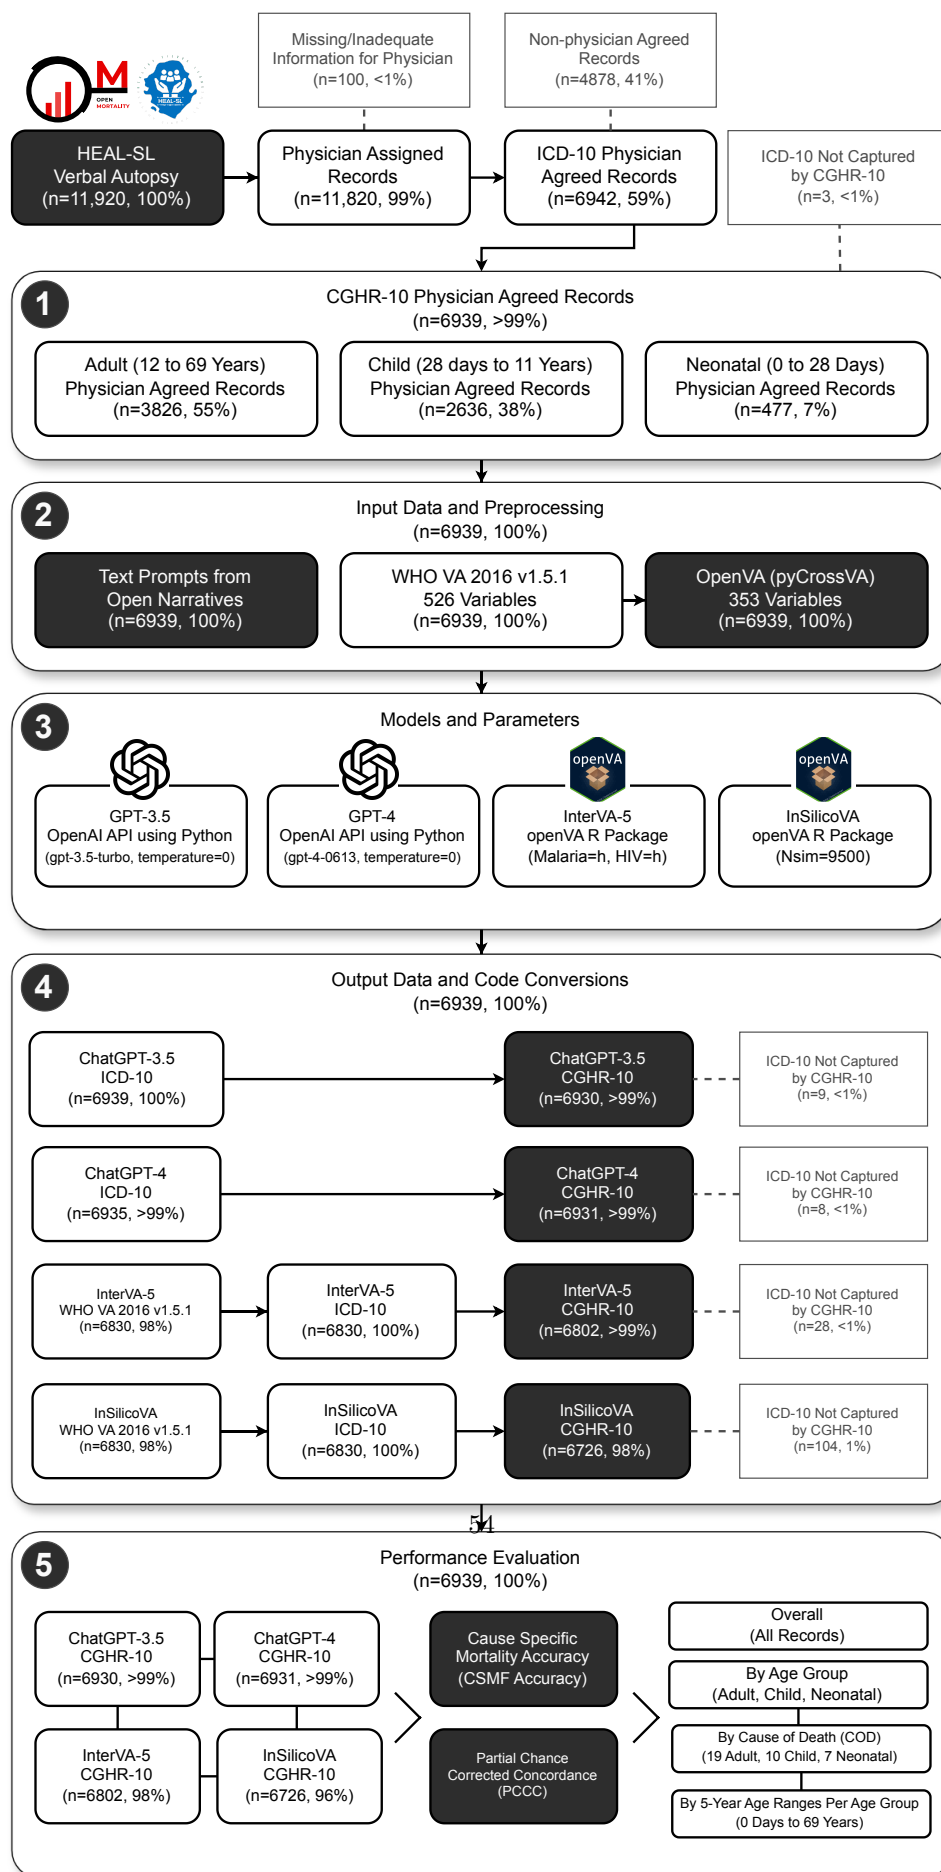 Missing/Inadequate
Information for Physician
(n=100, <1%)
Non-physician Agreed
Records
(n=4878, 41%)
M
OPEN
MORTALITY
HEAL-SL
HEAL-SL
Verbal Autopsy
(n=11,920, 100%)
Physician Assigned
Records
(n=11,820, 99%)
ICD-10 Physician
Agreed Records
(n=6942, 59%)
ICD-10 Not Captured
by CGHR-10
(n=3, <1%)
1
CGHR-10 Physician Agreed Records
(n=6939, >99%)
Adult (12 to 69 Years)
Physician Agreed Records
(n=3826, 55%)
Child (28 days to 11 Years)
Physician Agreed Records
(n=2636, 38%)
Neonatal (0 to 28 Days)
Physician Agreed Records
(n=477, 7%)
2
Input Data and Preprocessing
(n=6939, 100%)
Text Prompts from
Open Narratives
(n=6939, 100%)
WHO VA 2016 v1.5.1
526 Variables
(n=6939, 100%)
OpenVA (pyCrossVA)
353 Variables
(n=6939, 100%)
3
Models and Parameters
GPT-3.5
OpenAI API using Python
(gpt-3.5-turbo, temperature=0)
GPT-4
OpenAI API using Python
(gpt-4-0613, temperature=0)
openVA
InterVA-5
openVA R Package
(Malaria=h, HIV=h)
openVA
InSilicoVA
openVA R Package
(Nsim=9500)
4
Output Data and Code Conversions
(n=6939, 100%)
ChatGPT-3.5
ICD-10
(n=6939, 100%)
ChatGPT-3.5
CGHR-10
(n=6930, >99%)
ICD-10 Not Captured
by CGHR-10
(n=9, <1%)
ChatGPT-4
ICD-10
(n=6935, >99%)
ChatGPT-4
CGHR-10
(n=6931, >99%)
ICD-10 Not Captured
by CGHR-10
(n=8, <1%)
InterVA-5
WHO VA 2016 v1.5.1
(n=6830, 98%)
InterVA-5
ICD-10
(n=6830, 100%)
InterVA-5
CGHR-10
(n=6802, >99%)
ICD-10 Not Captured
by CGHR-10
(n=28, <1%)
InSilicoVA
WHO VA 2016 v1.5.1
(n=6830, 98%)
InSilicoVA
ICD-10
(n=6830, 100%)
InSilicoVA
CGHR-10
(n=6726, 98%)
ICD-10 Not Captured
by CGHR-10
(n=104, 1%)
54
5
Performance Evaluation
(n=6939, 100%)
ChatGPT-3.5
CGHR-10
(n=6930, >99%)
ChatGPT-4
CGHR-10
(n=6931, >99%)
InterVA-5
CGHR-10
(n=6802, 98%)
InSilicoVA
CGHR-10
(n=6726, 96%)
Cause Specific
Mortality Accuracy
(CSMF Accuracy)
Partial Chance
Corrected Concordance
(PCCC)
Overall
(All Records)
By Age Group
(Adult, Child, Neonatal)
By Cause of Death (COD)
(19 Adult, 10 Child, 7 Neonatal)
By 5-Year Age Ranges Per Age Group
(0 Days to 69 Years)